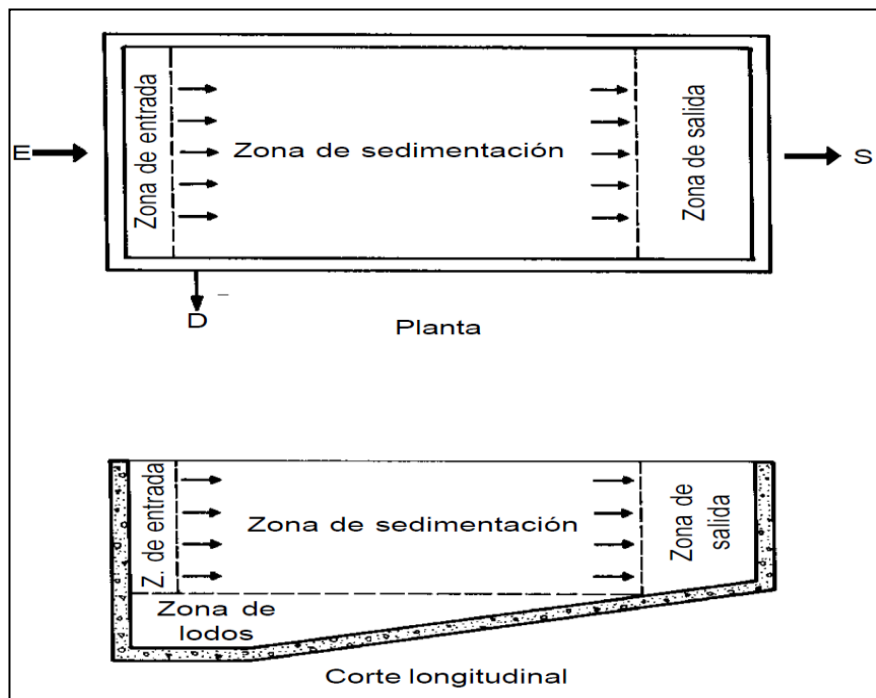 Zona de entrada
E
Zona de sedimentación
Zona de salida
S
D
Planta
Z. de entrada
Zona de sedimentación
Zona de
salida
Zona de
lodos
Corte longitudinal